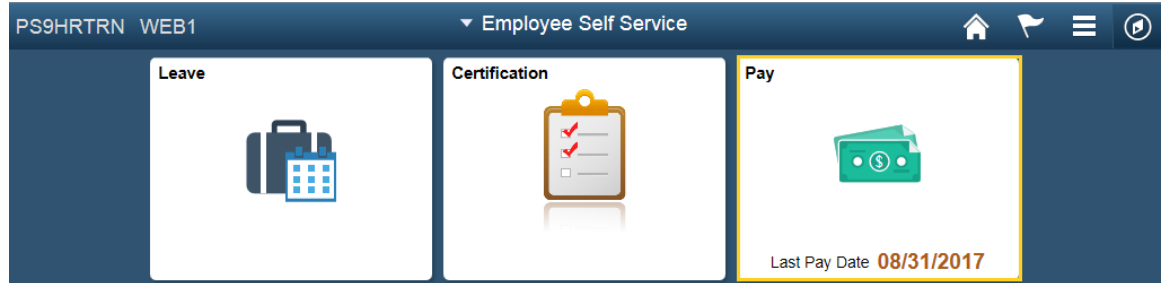 PS9HRTRN WEB1
Employee Self Service
Leave
Certification
Pay
$
Last Pay Date 08/31/2017